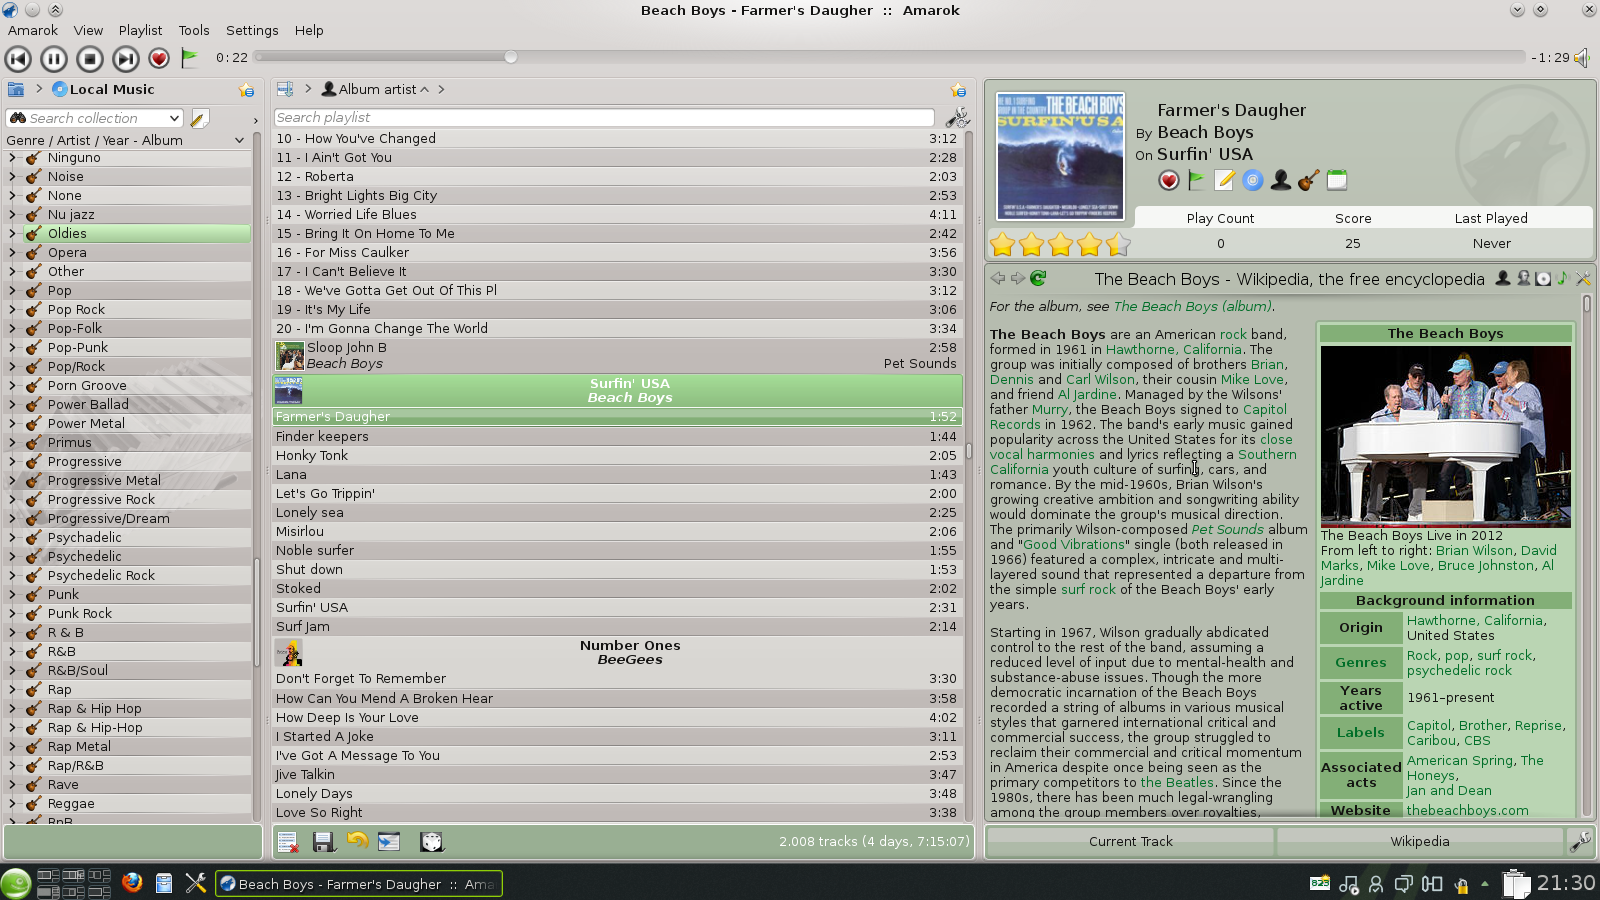 Beach Boys - Farmer's Daugher :: Amarok
Amarok View Playlist Tools Settings Help
0:22
-1:29
Local Music
Search collection
Genre / Artist / Year - Album
Ninguno
Noise
None
Nu jazz
Oldies
Opera
Other
Pop
Pop Rock
Pop-Folk
Pop-Punk
Pop/Rock
Porn Groove
Power Ballad
Power Metal
Primus
Progressive
Progressive Metal
Progressive Rock
Progressive/Dream
Psychadelic
Psychedelic
Psychedelic Rock
Punk
Punk Rock
R & B
R&B
R&B/Soul
Rap
Rap & Hip Hop
Rap & Hip-Hop
Rap Metal
Rap/R&B
Rave
Reggae
RnB
Album artist
Search playlist
10 - How You've Changed 3:12
11 - I Ain't Got You 2:28
12 - Roberta 2:03
13 - Bright Lights Big City 2:53
14 - Worried Life Blues 4:11
15 - Bring It On Home To Me 2:42
16 - For Miss Caulker 3:56
17 - I Can't Believe It 3:30
18 - We've Gotta Get Out Of This Pl 3:12
19 - It's My Life 3:06
20 - I'm Gonna Change The World 3:34
Sloop John B 2:58
Beach Boys Pet Sounds
Surfin' USA
Beach Boys
Farmer's Daugher 1:52
Finder keepers 1:44
Honky Tonk 2:05
Lana 1:43
Let's Go Trippin' 2:00
Lonely sea 2:25
Misirlou 2:06
Noble surfer 1:55
Shut down 1:53
Stoked 2:02
Surfin' USA 2:31
Surf Jam 2:14
Number Ones
BeeGees
Don't Forget To Remember 3:30
How Can You Mend A Broken Hear 3:58
How Deep Is Your Love 4:02
I Started A Joke 3:11
I've Got A Message To You 2:53
Jive Talkin 3:47
Lonely Days 3:48
Love So Right 3:38
2.008 tracks (4 days, 7:15:07)
THE BEACH BOYS
SURFIN' USA
Farmer's Daugher
By Beach Boys
On Surfin' USA
Play Count Score Last Played
0 25 Never
The Beach Boys - Wikipedia, the free encyclopedia
For the album, see The Beach Boys (album).
The Beach Boys are an American rock band,
formed in 1961 in Hawthorne, California. The
group was initially composed of brothers Brian,
Dennis and Carl Wilson, their cousin Mike Love,
and friend Al Jardine. Managed by the Wilsons'
father Murry, the Beach Boys signed to Capitol
Records in 1962. The band's early music gained
popularity across the United States for its close
vocal harmonies and lyrics reflecting a Southern
California youth culture of surfing, cars, and
romance. By the mid-1960s, Brian Wilson's
growing creative ambition and songwriting ability
would dominate the group's musical direction.
The primarily Wilson-composed Pet Sounds album
and "Good Vibrations" single (both released in
1966) featured a complex, intricate and multi-
layered sound that represented a departure from
the simple surf rock of the Beach Boys' early
years.
Starting in 1967, Wilson gradually abdicated
control to the rest of the band, assuming a
reduced level of input due to mental-health and
substance-abuse issues. Though the more
democratic incarnation of the Beach Boys
recorded a string of albums in various musical
styles that garnered international critical and
commercial success, the group struggled to
reclaim their commercial and critical momentum
in America despite once being seen as the
primary competitors to the Beatles. Since the
1980s, there has been much legal-wrangling
among the group members over royalties,
The Beach Boys
The Beach Boys Live in 2012
From left to right: Brian Wilson, David
Marks, Mike Love, Bruce Johnston, Al
Jardine
Background information
Origin Hawthorne, California,
United States
Genres Rock, pop, surf rock,
psychedelic rock
Years active 1961–present
Labels Capitol, Brother, Reprise,
Caribou, CBS
Associated acts American Spring, The
Honeys,
Jan and Dean
Website thebeachboys.com
Current Track Wikipedia
Beach Boys - Farmer's Daugher :: Ama
823
21:30